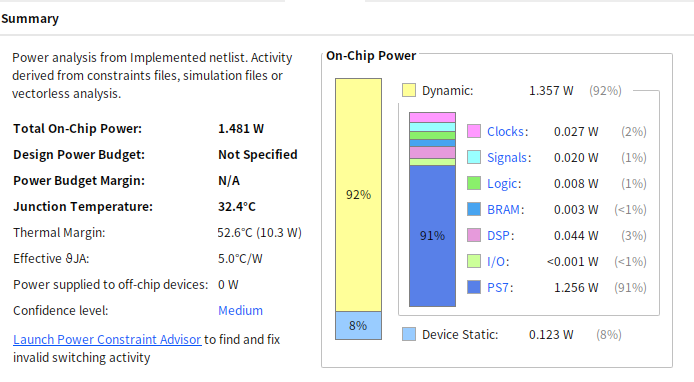 Summary
Power analysis from Implemented netlist. Activity
derived from constraints files, simulation files or
vectorless analysis.
Total On-Chip Power: 1.481 W
Design Power Budget: Not Specified
Power Budget Margin: N/A
Junction Temperature: 32.4°C
Thermal Margin: 52.6°C (10.3 W)
Effective ϑJA: 5.0°C/W
Power supplied to off-chip devices: 0 W
Confidence level: Medium
Launch Power Constraint Advisor to find and fix
invalid switching activity
On-Chip Power
92%
8%
Dynamic: 1.357 W (92%)
91%
Clocks: 0.027 W (2%)
Signals: 0.020 W (1%)
Logic: 0.008 W (1%)
BRAM: 0.003 W (<1%)
DSP: 0.044 W (3%)
I/O: <0.001 W (<1%)
PS7: 1.256 W (91%)
Device Static: 0.123 W (8%)